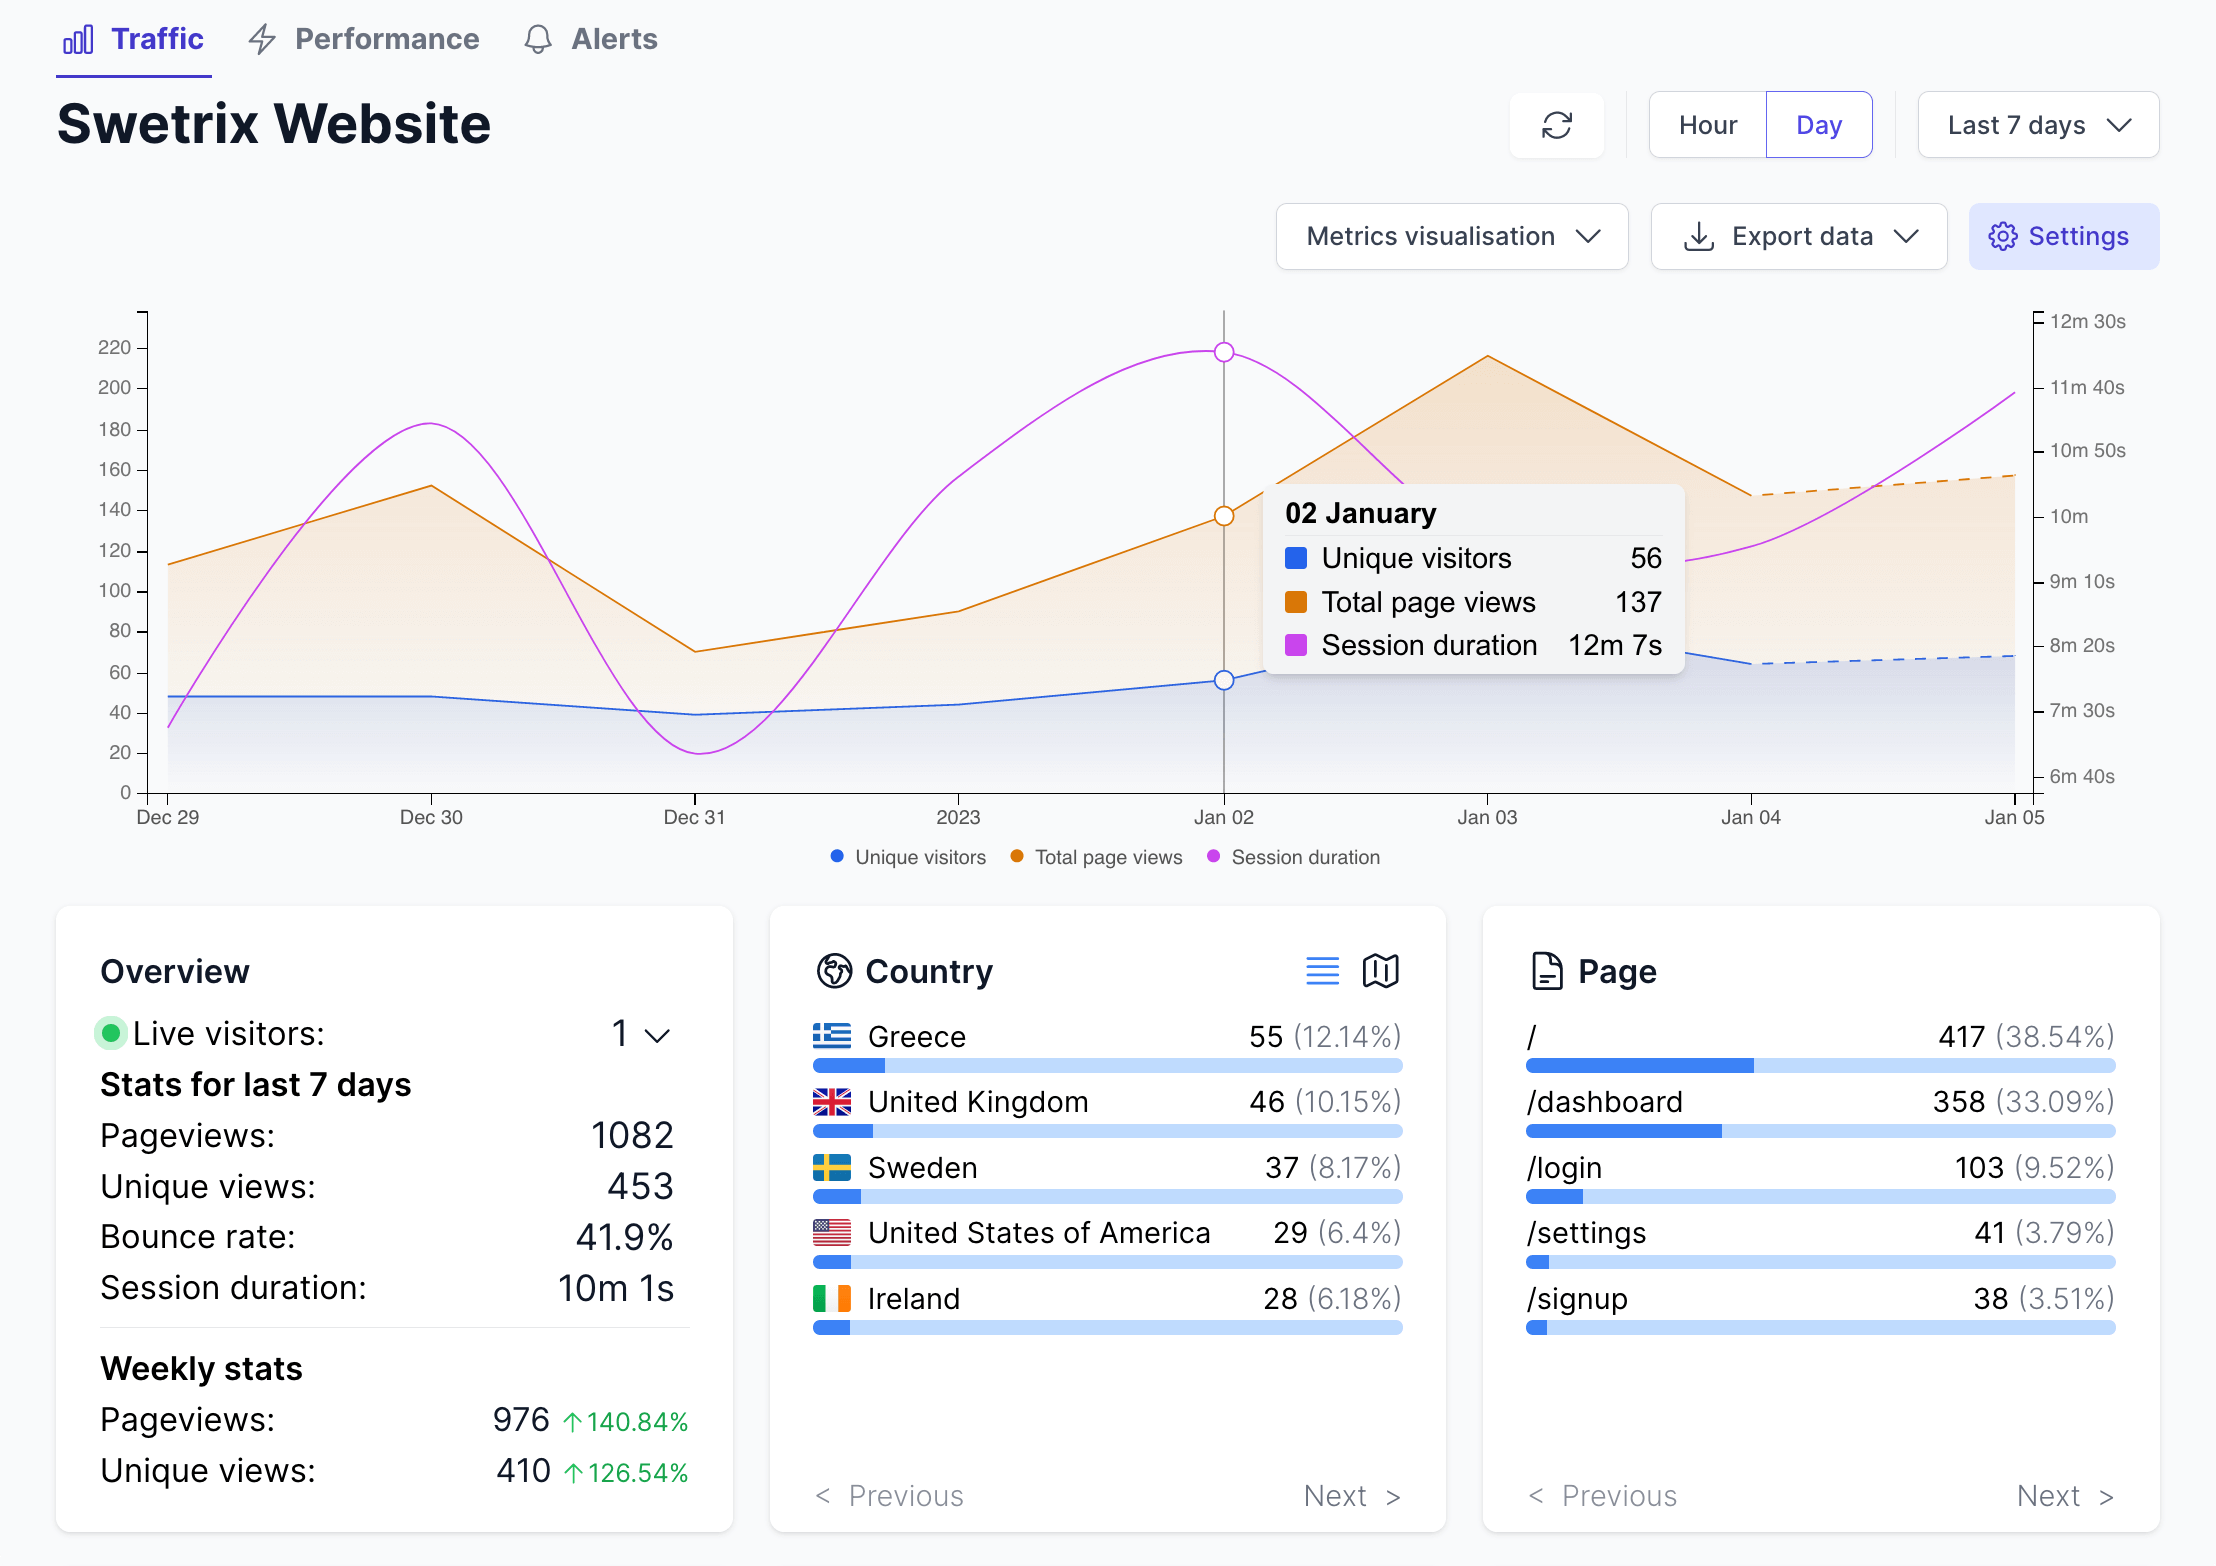 Traffic Performance Alerts
Swetrix Website
Hour Day Last 7 days
Metrics visualisation Export data Settings
220
200
180
160
140
120
100
80
60
40
20
0
12m 30s
11m 40s
10m 50s
10m
9m 10s
8m 20s
7m 30s
6m 40s
02 January
Unique visitors 56
Total page views 137
Session duration 12m 7s
Dec 29 Dec 30 Dec 31 2023 Jan 02 Jan 03 Jan 04 Jan 05
Unique visitors Total page views Session duration
Overview
Live visitors: 1
Stats for last 7 days
Pageviews: 1082
Unique views: 453
Bounce rate: 41.9%
Session duration: 10m 1s
Weekly stats
Pageviews: 976 ↑140.84%
Unique views: 410 ↑126.54%
Country
Greece 55 (12.14%)
United Kingdom 46 (10.15%)
Sweden 37 (8.17%)
United States of America 29 (6.4%)
Ireland 28 (6.18%)
< Previous Next >
Page
/ 417 (38.54%)
/dashboard 358 (33.09%)
/login 103 (9.52%)
/settings 41 (3.79%)
/signup 38 (3.51%)
< Previous Next >